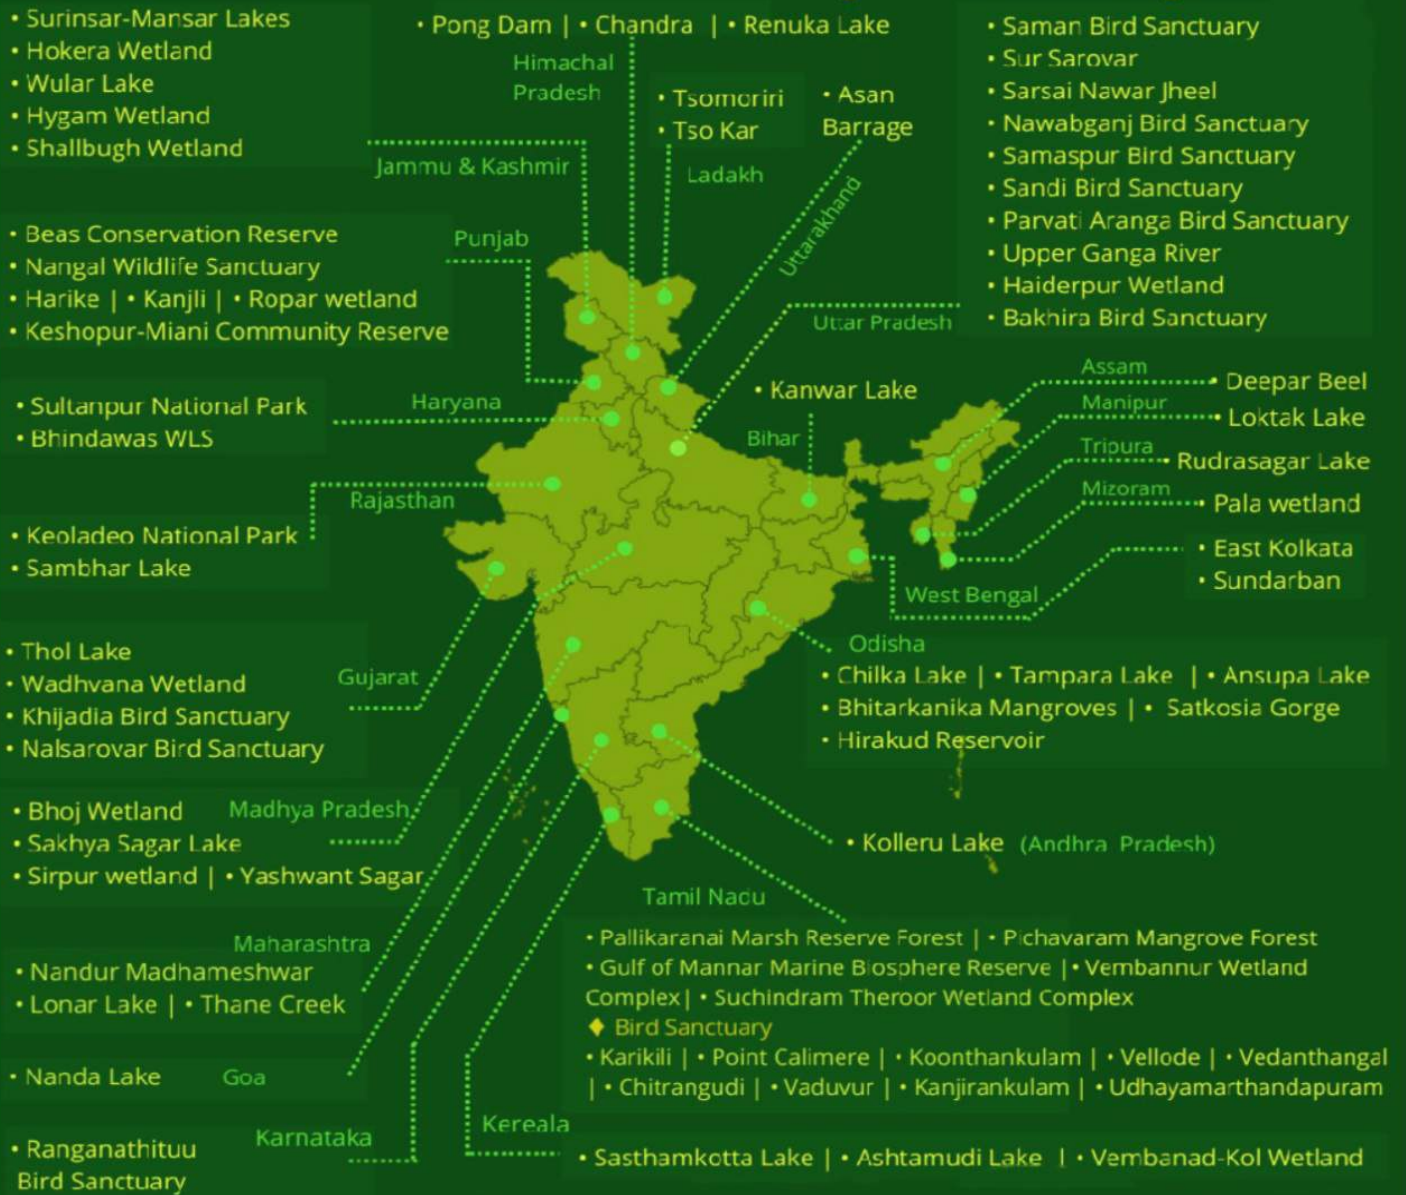 • Surinsar-Mansar Lakes
• Hokera Wetland
• Wular Lake
• Hygam Wetland
• Shallbugh Wetland
Jammu & Kashmir
• Pong Dam | • Chandra | • Renuka Lake
Himachal
Pradesh
• Tsomoriri
• Tso Kar
Ladakh
• Asan
Barrage
Uttarakhand
• Saman Bird Sanctuary
• Sur Sarovar
• Sarsai Nawar Jheel
• Nawabganj Bird Sanctuary
• Samaspur Bird Sanctuary
• Sandi Bird Sanctuary
• Parvati Aranga Bird Sanctuary
• Upper Ganga River
• Haiderpur Wetland
• Bakhira Bird Sanctuary
Uttar Pradesh
• Beas Conservation Reserve
• Nangal Wildlife Sanctuary
• Harike | • Kanjli | • Ropar wetland
• Keshopur-Miani Community Reserve
Punjab
• Sultanpur National Park
• Bhindawas WLS
Haryana
• Kanwar Lake
Bihar
Assam
• Deepar Beel
Manipur
• Loktak Lake
Tripura
• Rudrasagar Lake
Mizoram
• Pala wetland
• East Kolkata
• Sundarban
West Bengal
Rajasthan
• Keoladeo National Park
• Sambhar Lake
Odisha
• Chilka Lake | • Tampara Lake | • Ansupa Lake
• Bhitarkanika Mangroves | • Satkosia Gorge
• Hirakud Reservoir
• Thol Lake
• Wadhvana Wetland
• Khijadia Bird Sanctuary
• Nalsarovar Bird Sanctuary
Gujarat
• Bhoj Wetland
Madhya Pradesh
• Sakhya Sagar Lake
• Sirpur wetland | • Yashwant Sagar
• Kolleru Lake (Andhra Pradesh)
Maharashtra
• Nandur Madhameshwar
• Lonar Lake | • Thane Creek
Tamil Nadu
• Pallikaranai Marsh Reserve Forest | • Pichavaram Mangrove Forest
• Gulf of Mannar Marine Biosphere Reserve | • Vembannur Wetland
Complex| • Suchindram Theroor Wetland Complex
♦ Bird Sanctuary
• Karikili | • Point Calimere | • Koonthankulam | • Vellode | • Vedanthangal
| • Chitrangudi | • Vaduvur | • Kanjirankulam | • Udhayamarthandapuram
• Nanda Lake
Goa
Karnataka
• Ranganathituu
Bird Sanctuary
Kereala
• Sasthamkotta Lake | • Ashtamudi Lake | • Vembanad-Kol Wetland